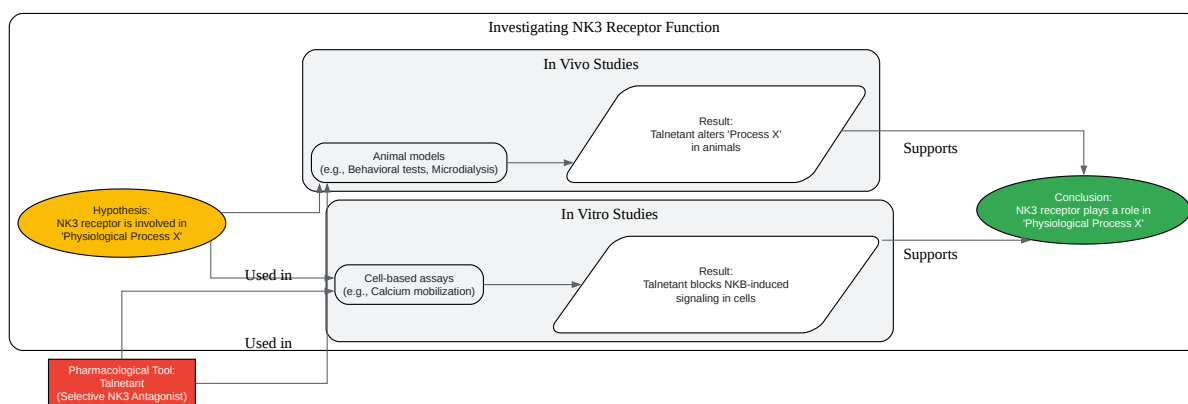 Investigating NK3 Receptor Function
In Vivo Studies
Result:
Talnetant alters 'Process X'
in animals
Animal models
(e.g., Behavioral tests, Microdialysis)
Supports
Hypothesis:
NK3 receptor is involved in
'Physiological Process X'
Conclusion:
NK3 receptor plays a role in
'Physiological Process X'
In Vitro Studies
Used in
Cell-based assays
(e.g., Calcium mobilization)
Result:
Talnetant blocks NKB-induced
signaling in cells
Supports
Used in
Pharmacological Tool:
Talnetant
(Selective NK3 Antagonist)